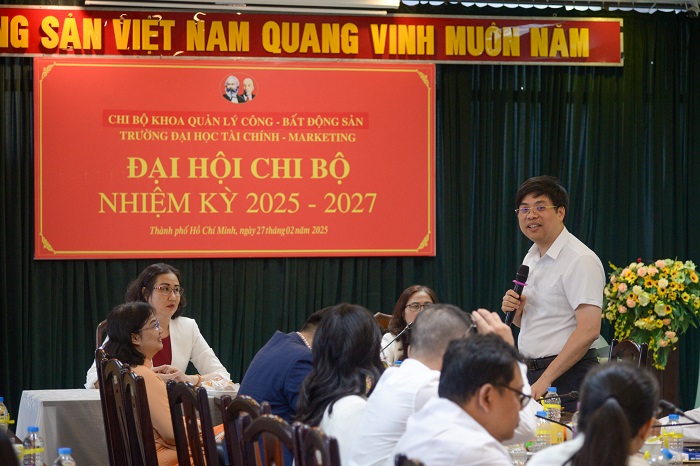 NG SẢN VIỆT NAM QUANG VINH MUÔN NĂM
CHI BỘ KHOA QUẢN LÝ CÔNG - BẤT ĐỘNG SẢN
TRƯỜNG ĐẠI HỌC TÀI CHÍNH - MARKETING
ĐẠI HỘI CHI BỘ
NHIỆM KỲ 2025 - 2027
Thành phố Hồ Chí Minh, ngày 27 tháng 02 năm 2025